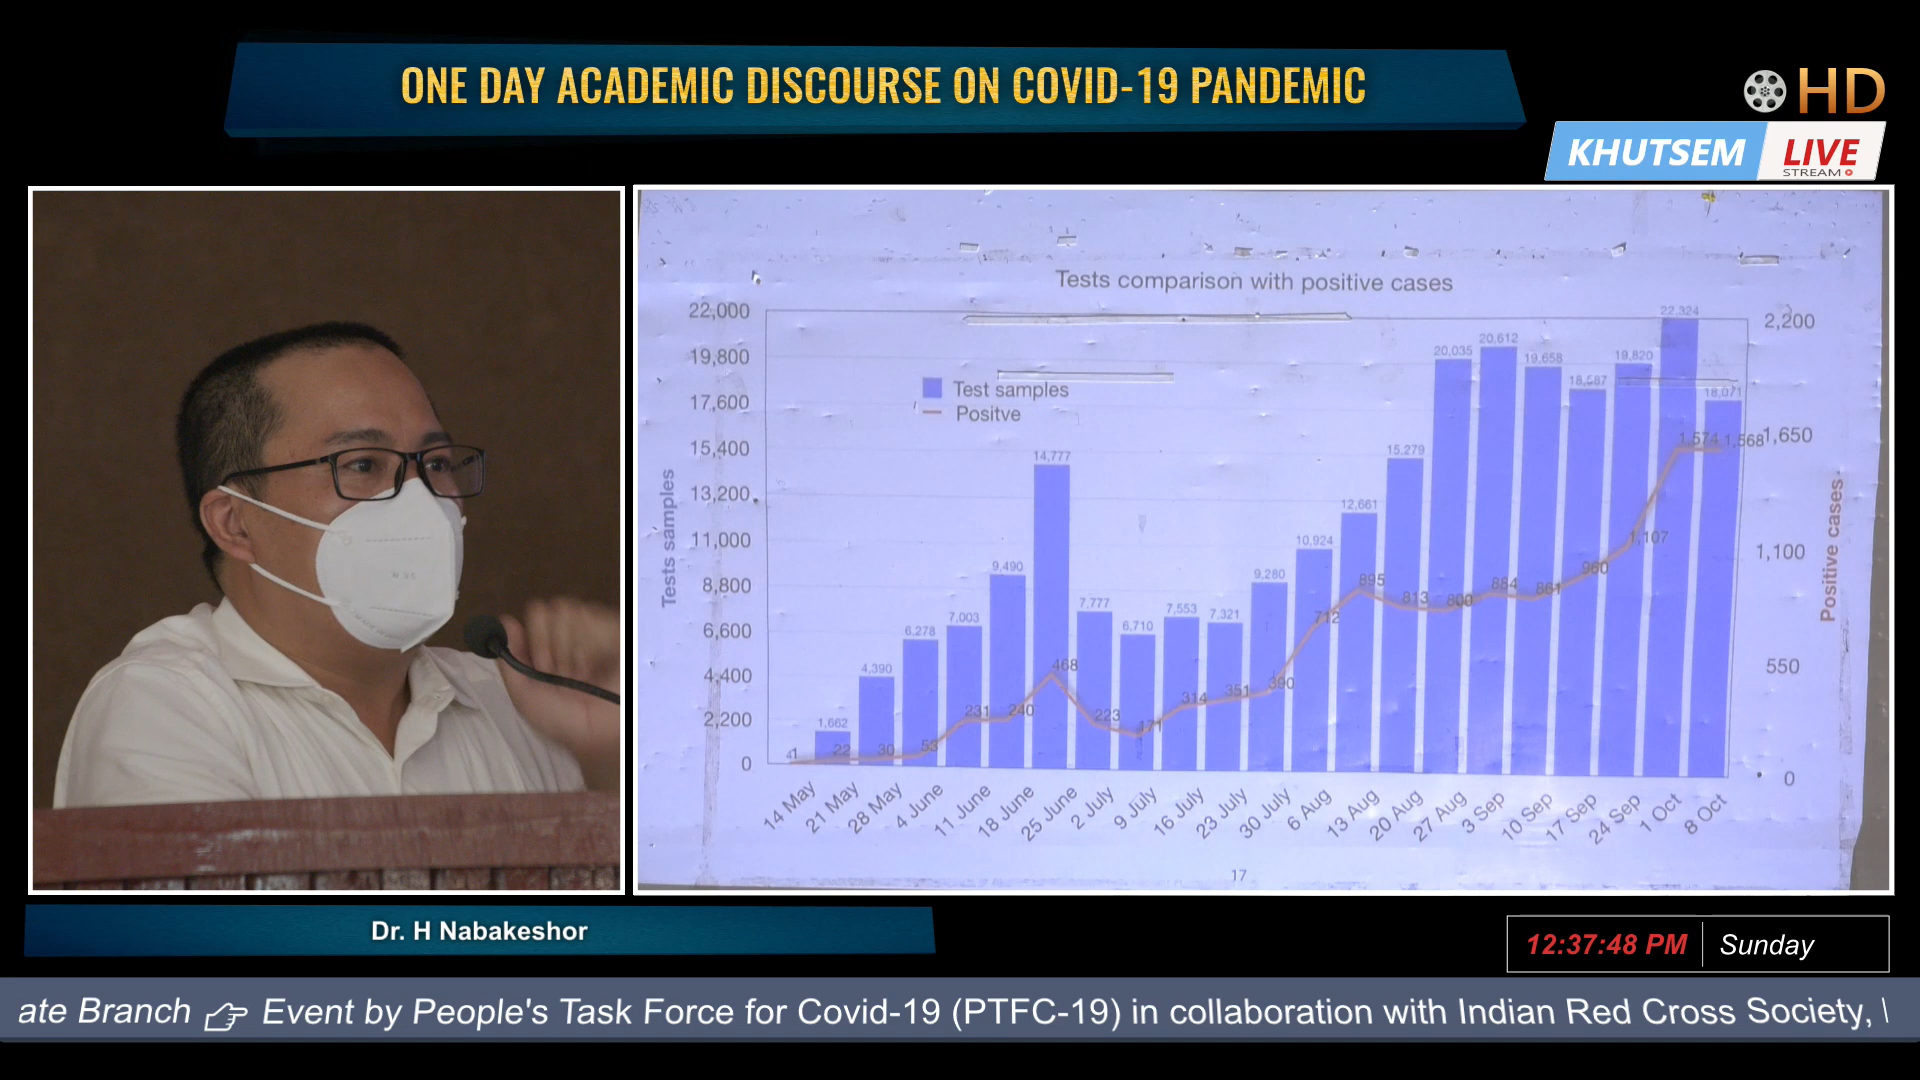 ONE DAY ACADEMIC DISCOURSE ON COVID-19 PANDEMIC
HD
KHUTSEM LIVE
STREAM
Tests comparison with positive cases
22,000
19,800
17,600
15,400
13,200
11,000
8,800
6,600
4,400
2,200
0
Tests samples
Test samples
Positve
1,662
4,390
6,278
7,003
9,490
14,777
7,777
6,710
7,553
7,321
9,280
10,924
12,661
15,279
20,035
20,612
19,658
18,587
19,820
22,324
18,071
41
22
30
53
231
240
468
223
171
314
351
390
712
895
813
800
884
861
960
1,107
1,574
1,568
2,200
1,650
1,100
550
0
Positive cases
14 May
21 May
28 May
4 June
11 June
18 June
25 June
2 July
9 July
16 July
23 July
30 July
6 Aug
13 Aug
20 Aug
27 Aug
3 Sep
10 Sep
17 Sep
24 Sep
1 Oct
8 Oct
17
N 95
Dr. H Nabakeshor
12:37:48 PM Sunday
ate Branch 👉 Event by People's Task Force for Covid-19 (PTFC-19) in collaboration with Indian Red Cross Society,